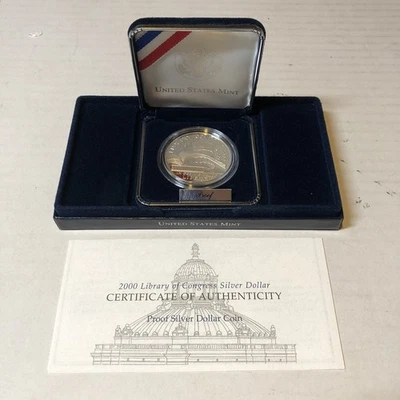 UNITED STATES MINT
Proof
UNITED STATES MINT
2000 Library of Congress Silver Dollar
CERTIFICATE OF AUTHENTICITY
Proof Silver Dollar Coin